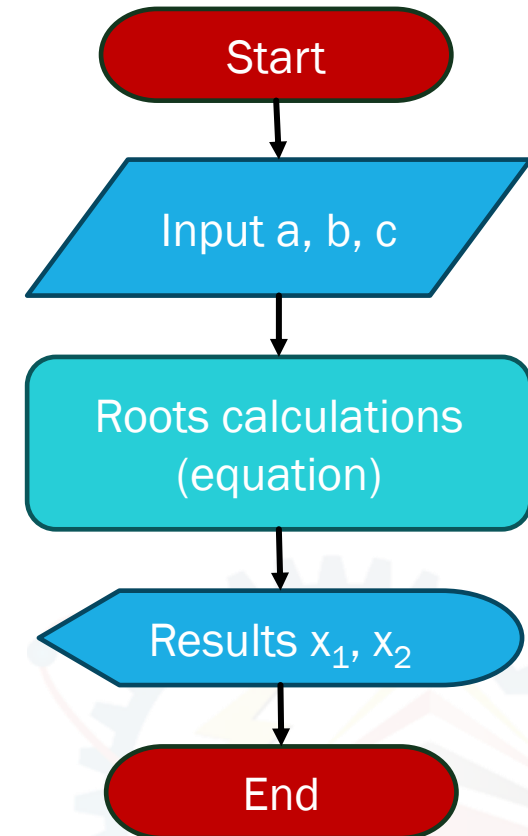 Start
Input a, b, c
Roots calculations
(equation)
Results x₁, x₂
End